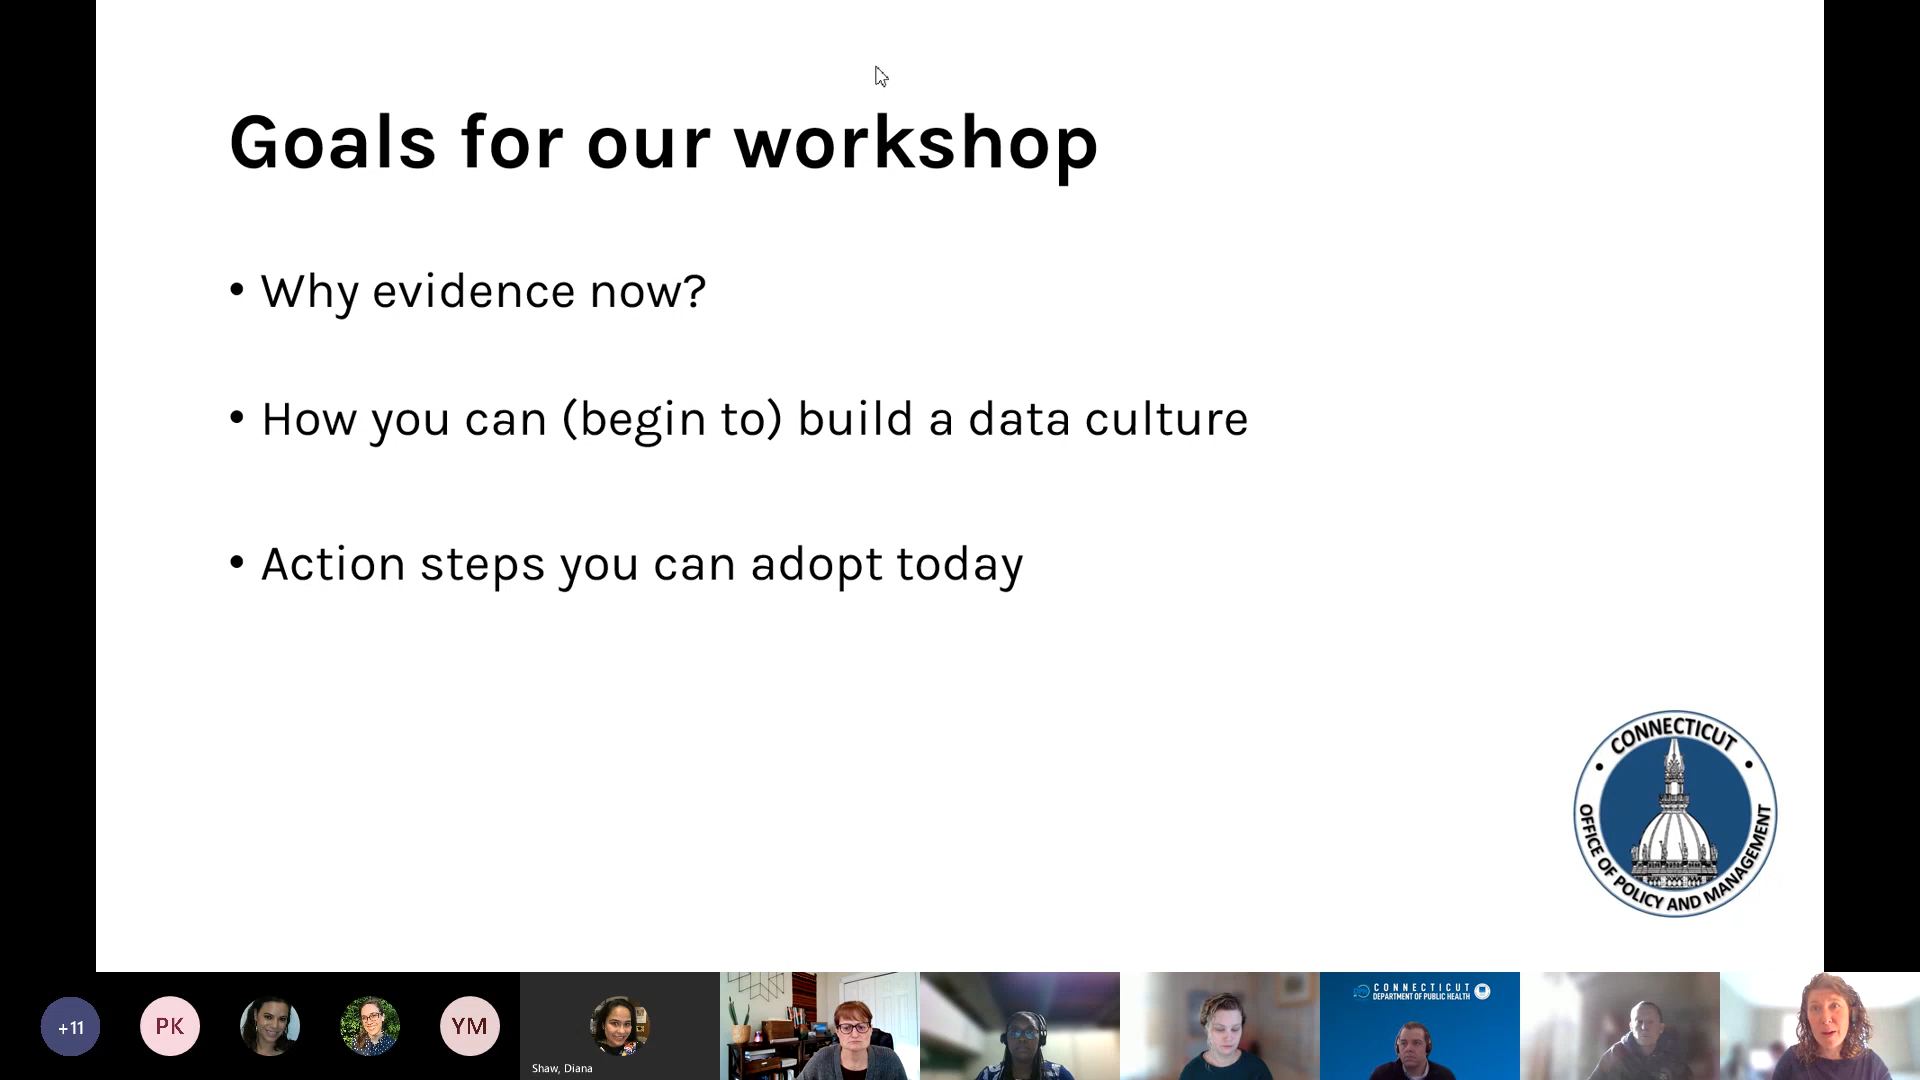 Goals for our workshop
• Why evidence now?
• How you can (begin to) build a data culture
• Action steps you can adopt today
CONNECTICUT
OFFICE OF POLICY AND MANAGEMENT
+11
PK
YM
Shaw, Diana
CONNECTICUT
DEPARTMENT OF PUBLIC HEALTH